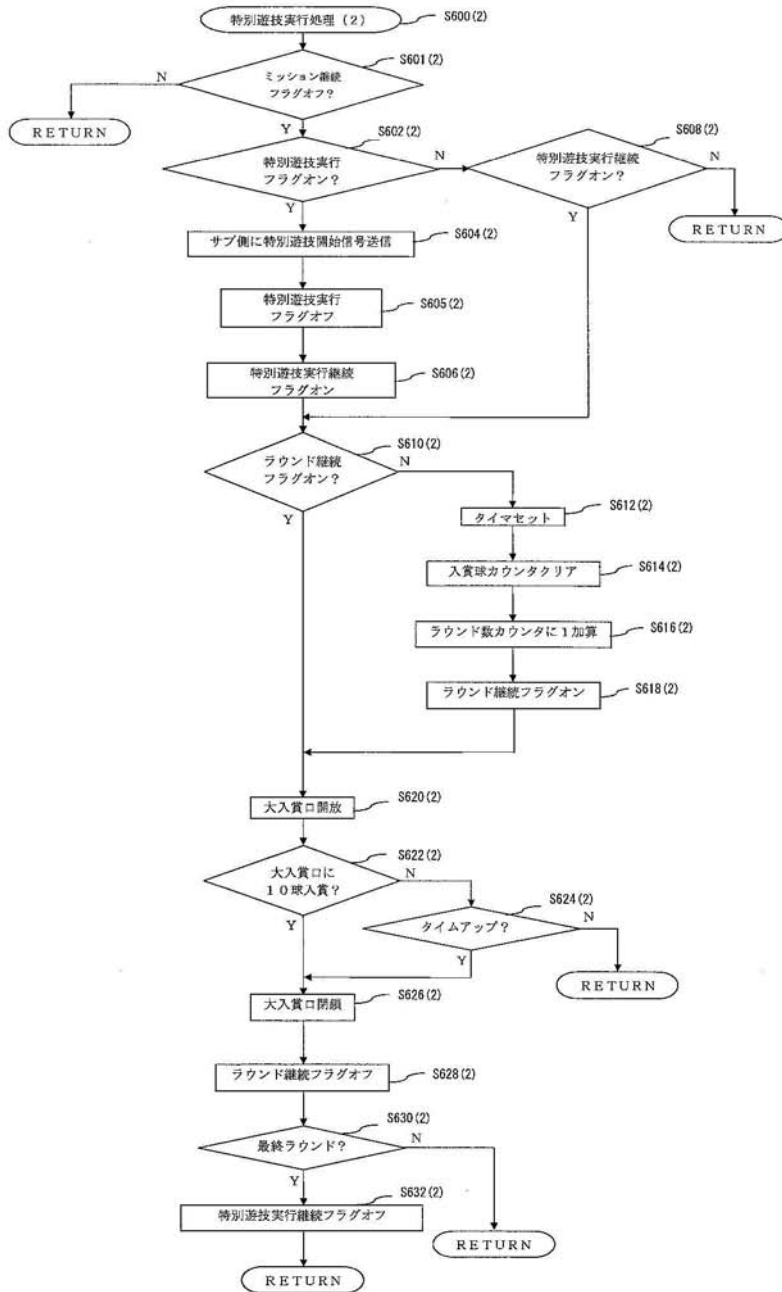 特別遊技実行処理(2)
S600(2)
ミッション継続
フラグオフ?
S601(2)
N
Y
RETURN
特別遊技実行
フラグオン?
S602(2)
N
Y
特別遊技実行継続
フラグオン?
S608(2)
N
Y
RETURN
サブ側に特別遊技開始信号送信
S604(2)
特別遊技実行
フラグオフ
S605(2)
特別遊技実行継続
フラグオン
S606(2)
ラウンド継続
フラグオン?
S610(2)
N
Y
タイマセット
S612(2)
入賞球カウンタクリア
S614(2)
ラウンド数カウンタに1加算
S616(2)
ラウンド継続フラグオン
S618(2)
大入賞口開放
S620(2)
大入賞口に
10球入賞?
S622(2)
N
Y
タイムアップ?
S624(2)
N
Y
RETURN
大入賞口閉鎖
S626(2)
ラウンド継続フラグオフ
S628(2)
最終ラウンド?
S630(2)
N
Y
特別遊技実行継続フラグオフ
S632(2)
RETURN
RETURN